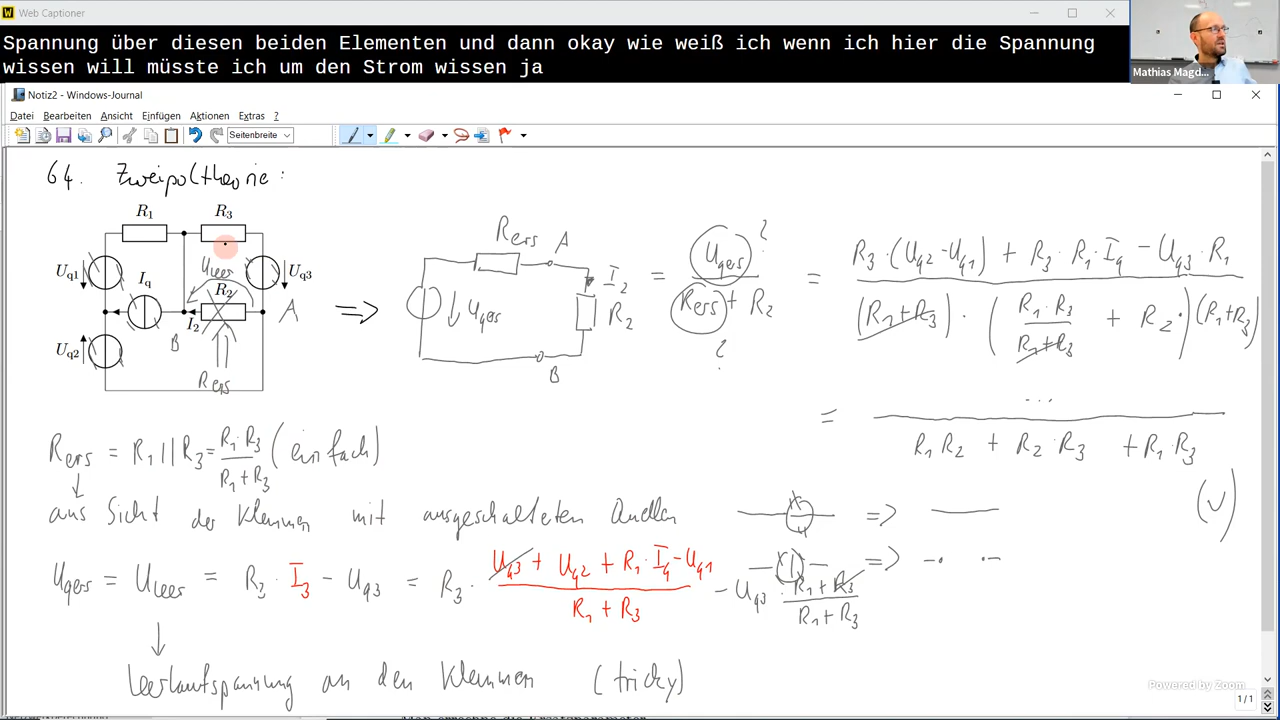 Web Captioner
Spannung über diesen beiden Elementen und dann okay wie weiß ich wenn ich hier die Spannung
wissen will müsste ich um den Strom wissen ja
Mathias Magd...
Notiz2 - Windows-Journal
Datei Bearbeiten Ansicht Einfügen Aktionen Extras ?
Seitenbreite
64. Zweipoltheorie:
R1 R3
Uq1 Iq Uleer R2 Uq3 A
I2 B
Uq2 Rers
=> Rers A I2 R2 Uqers B
= Uqers / (Rers + R2) ? ?
= (R3·(Uq2-Uq1) + R3·R1·Iq - Uq3·R1) / ((R1+R3)·(R1·R3/(R1+R3) + R2·)(R1+R3))
= ... / (R1R2 + R2·R3 + R1·R3)
Rers = R1||R3 = R1·R3/(R1+R3) (einfach)
(√)
aus Sicht der Klemmen mit ausgeschalteten Quellen => 
=>
Uqers = Uleer = R3·I3 - Uq3 = R3·(Uq3 + Uq2 + R1·Iq - Uq1)/(R1+R3) - Uq3·(R1+R3)/(R1+R3)
Leerlaufspannung an den Klemmen (tricky)
Powered by Zoom
1/1